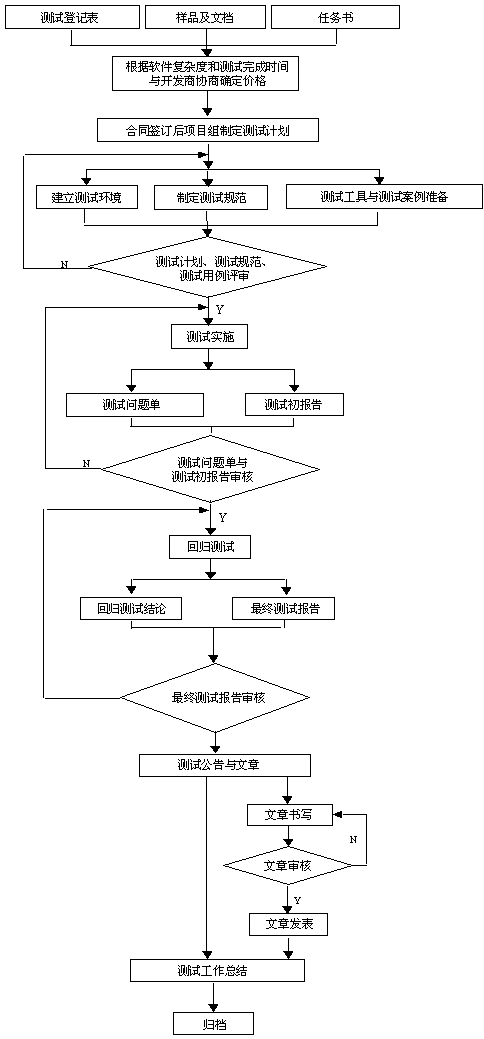 测试登记表
样品及文档
任务书
根据软件复杂度和测试完成时间
与开发商协商确定价格
合同签订后项目组制定测试计划
建立测试环境
制定测试规范
测试工具与测试案例准备
N
测试计划、测试规范、
测试用例评审
Y
测试实施
测试问题单
测试初报告
N
测试问题单与
测试初报告审核
Y
回归测试
回归测试结论
最终测试报告
最终测试报告审核
测试公告与文章
文章书写
N
文章审核
Y
文章发表
测试工作总结
归档